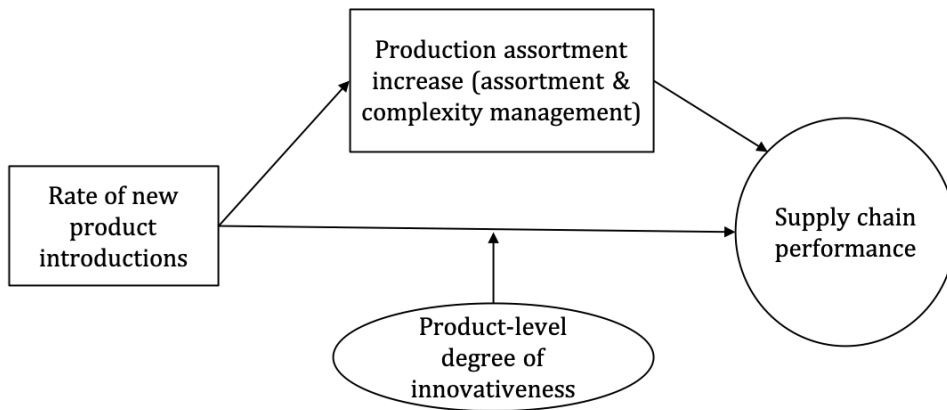 Production assortment
increase (assortment &
complexity management)
Rate of new
product
introductions
Supply chain
performance
Product-level
degree of
innovativeness